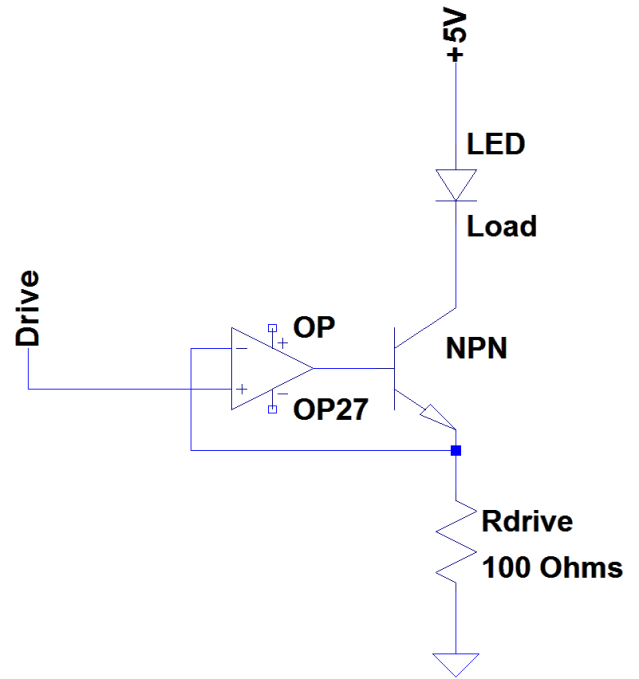 +5V
LED
Load
Drive
OP
NPN
OP27
Rdrive
100 Ohms